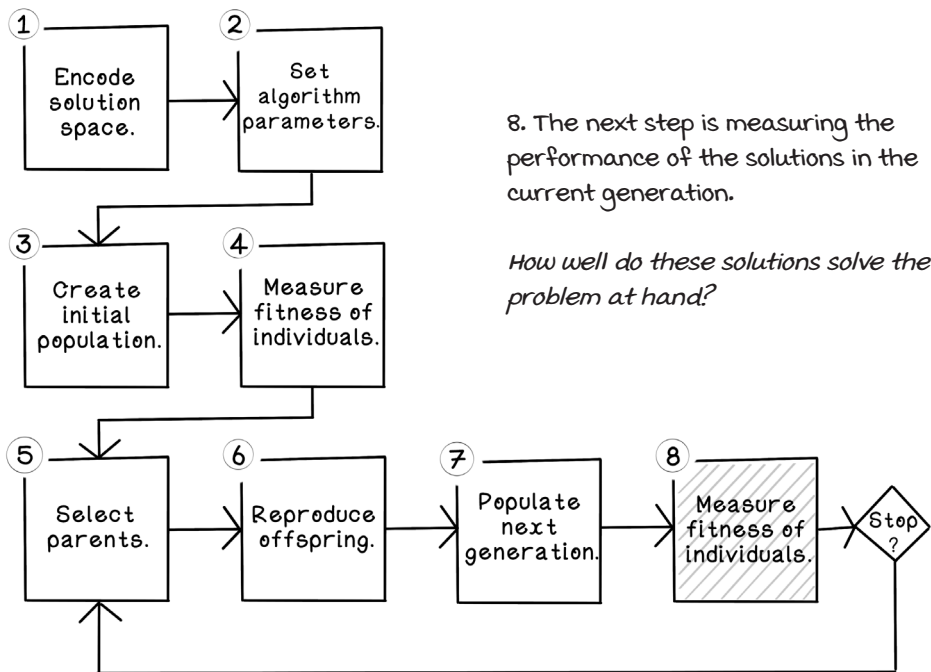 1
Encode
solution
space.
2
Set
algorithm
parameters.
8. The next step is measuring the
performance of the solutions in the
current generation.
How well do these solutions solve the
problem at hand?
3
Create
initial
population.
4
Measure
fitness of
individuals.
5
Select
parents.
6
Reproduce
offspring.
7
Populate
next
generation.
8
Measure
fitness of
individuals.
Stop
?